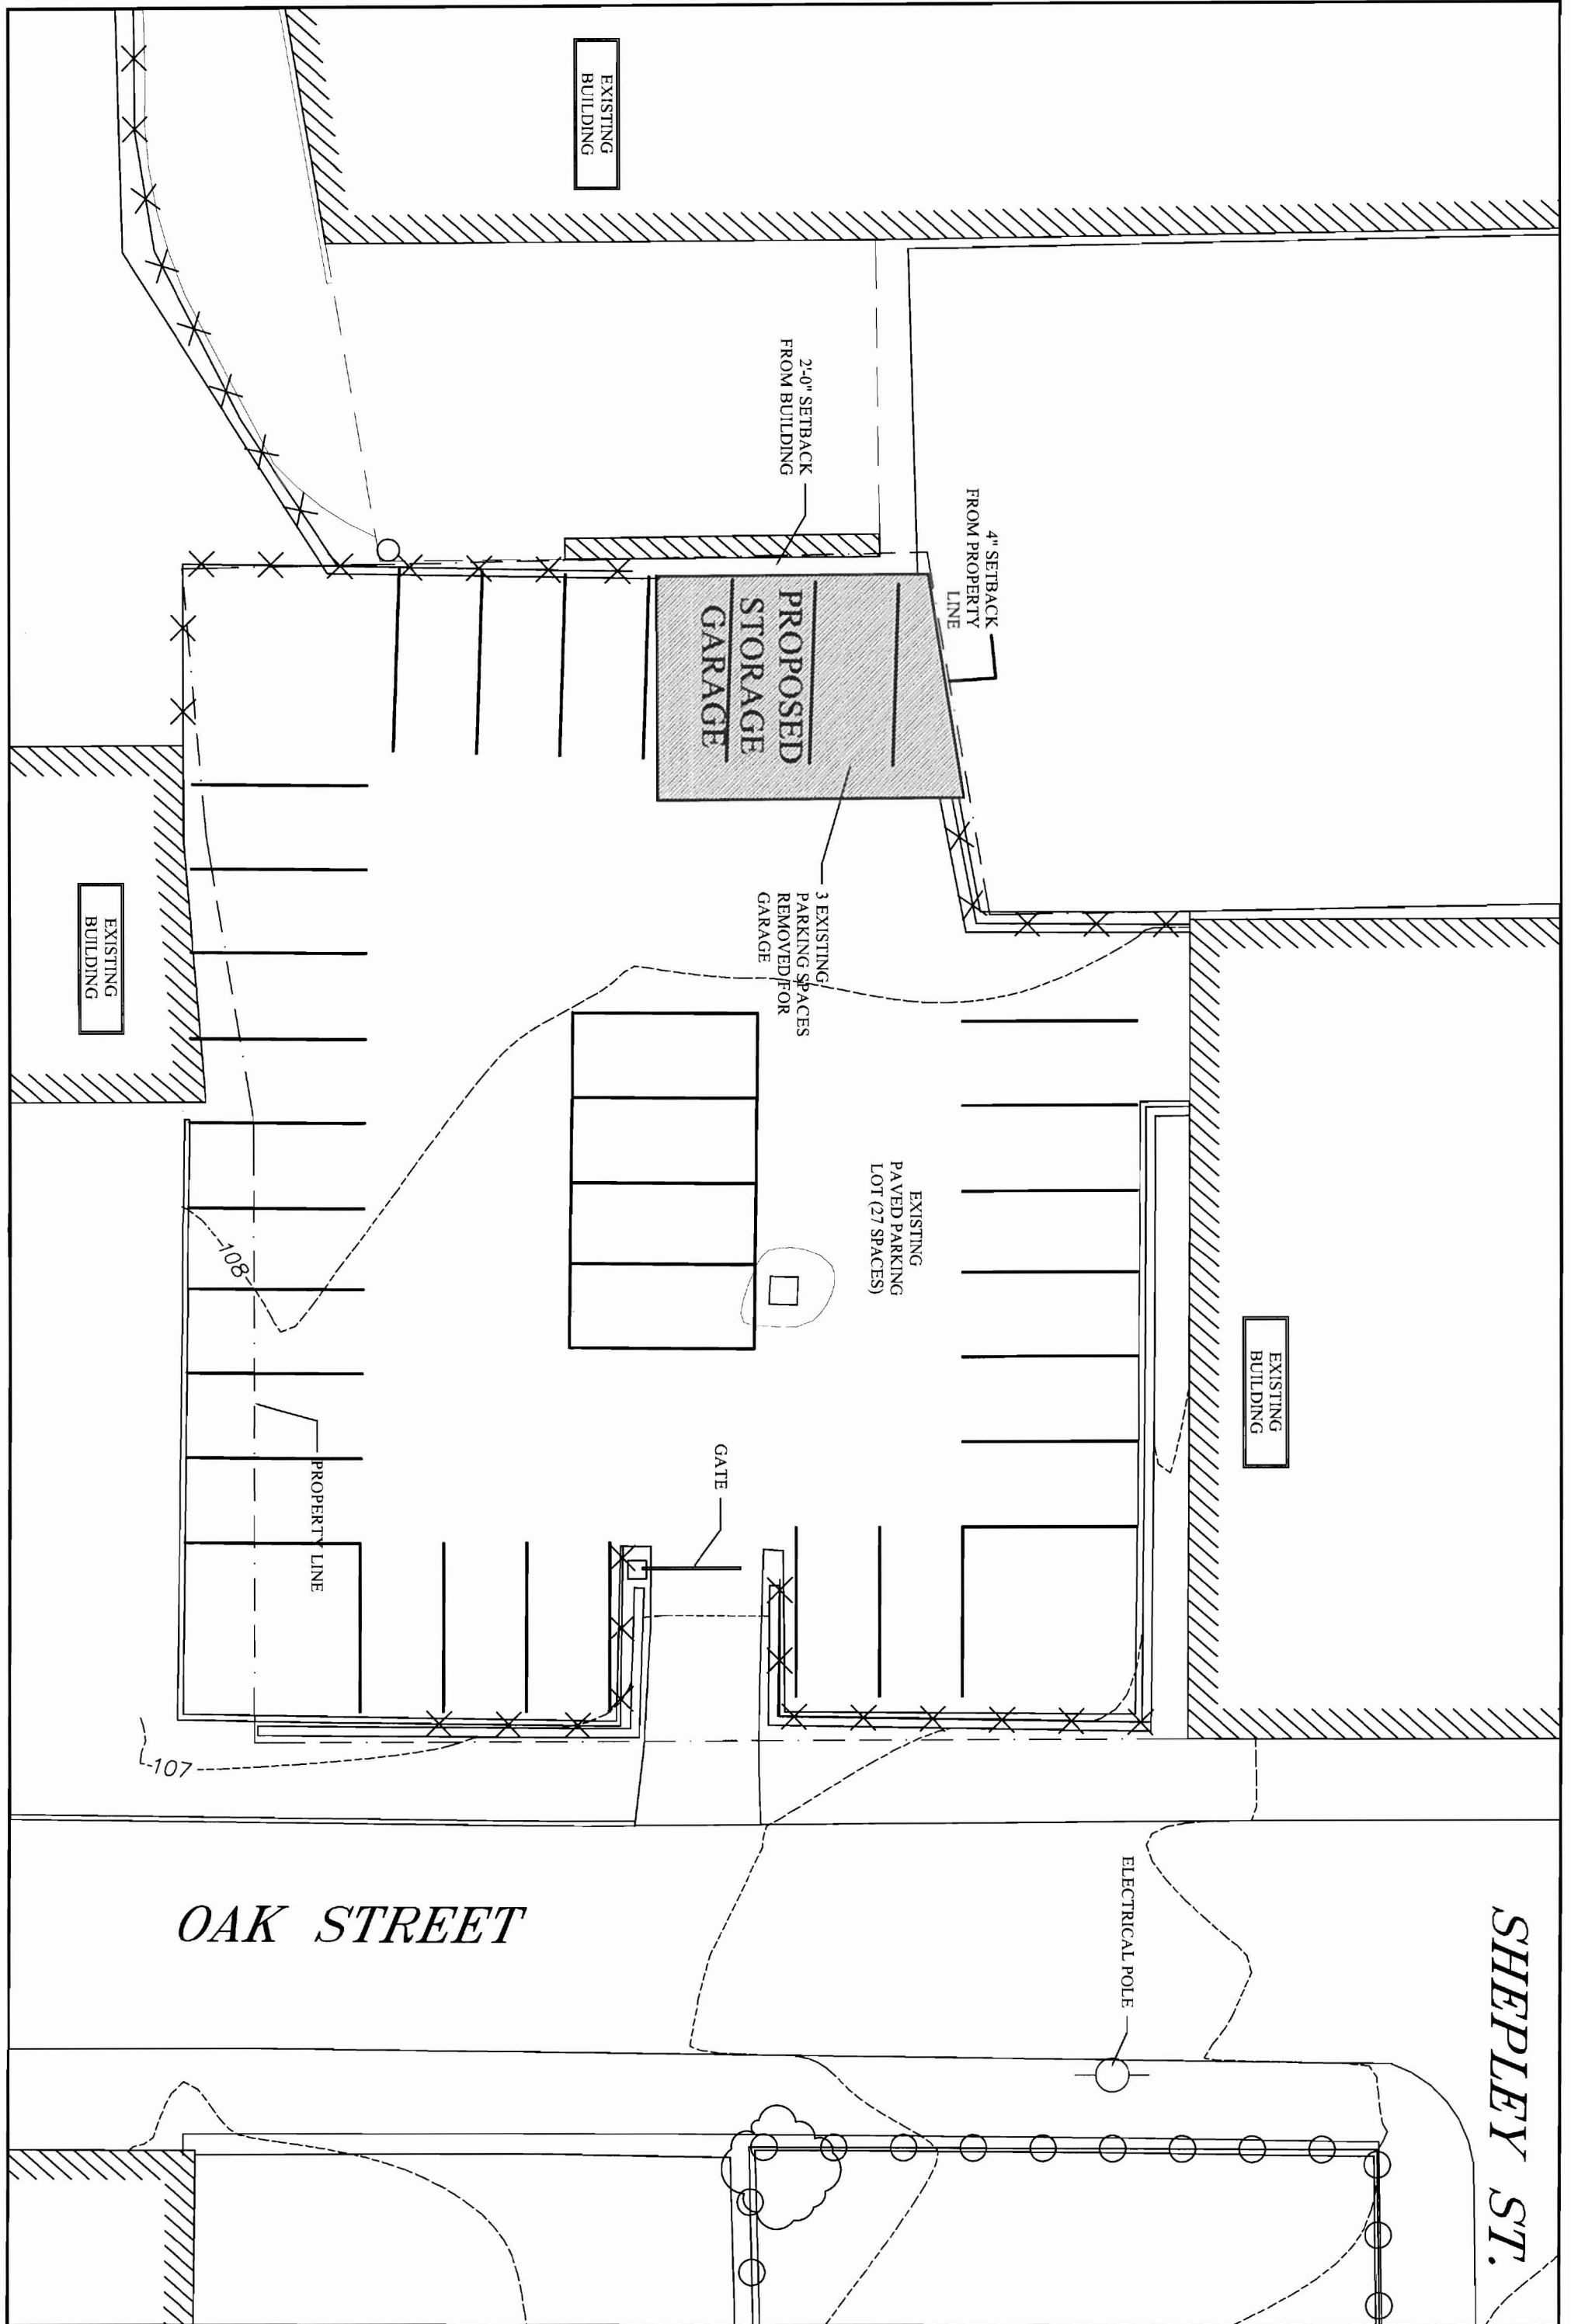 EXISTING
BUILDING
2'-0" SETBACK
FROM BUILDING
4" SETBACK
FROM PROPERTY
LINE
PROPOSED
STORAGE
GARAGE
3 EXISTING
PARKING SPACES
REMOVED FOR
GARAGE
EXISTING
BUILDING
EXISTING
PAVED PARKING
LOT (27 SPACES)
EXISTING
BUILDING
108
GATE
PROPERTY LINE
107
OAK STREET
ELECTRICAL POLE
SHEPLEY ST.